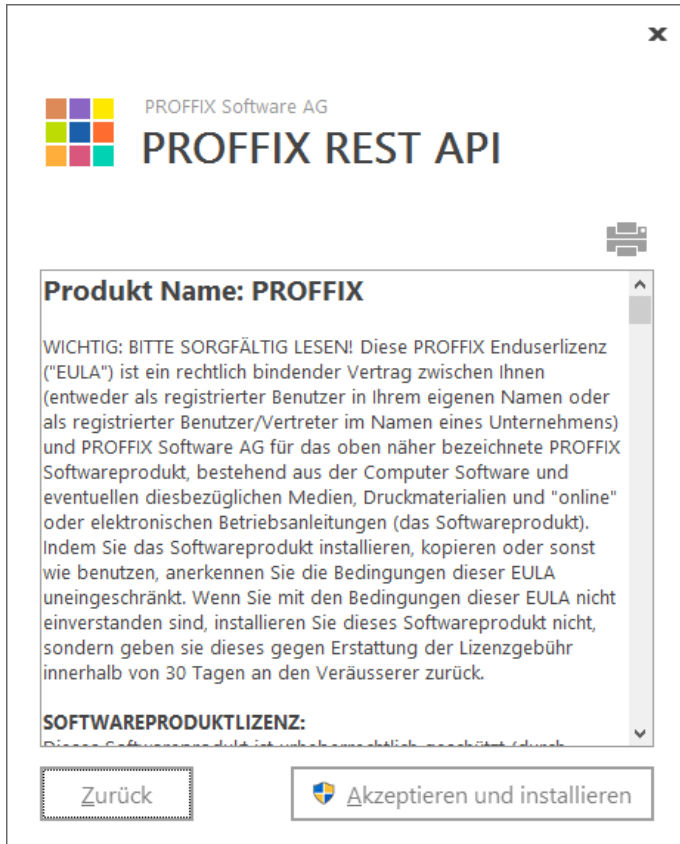 PROFFIX Software AG
PROFFIX REST API
Produkt Name: PROFFIX
WICHTIG: BITTE SORGFÄLTIG LESEN! Diese PROFFIX Enduserlizenz
("EULA") ist ein rechtlich bindender Vertrag zwischen Ihnen
(entweder als registrierter Benutzer in Ihrem eigenen Namen oder
als registrierter Benutzer/Vertreter im Namen eines Unternehmens)
und PROFFIX Software AG für das oben näher bezeichnete PROFFIX
Softwareprodukt, bestehend aus der Computer Software und
eventuellen diesbezüglichen Medien, Druckmaterialien und "online"
oder elektronischen Betriebsanleitungen (das Softwareprodukt).
Indem Sie das Softwareprodukt installieren, kopieren oder sonst
wie benutzen, anerkennen Sie die Bedingungen dieser EULA
uneingeschränkt. Wenn Sie mit den Bedingungen dieser EULA nicht
einverstanden sind, installieren Sie dieses Softwareprodukt nicht,
sondern geben sie dieses gegen Erstattung der Lizenzgebühr
innerhalb von 30 Tagen an den Veräusserer zurück.
SOFTWAREPRODUKTLIZENZ:
Dieses Softwareprodukt ist urheberrechtlich geschützt (durch
Zurück
Akzeptieren und installieren